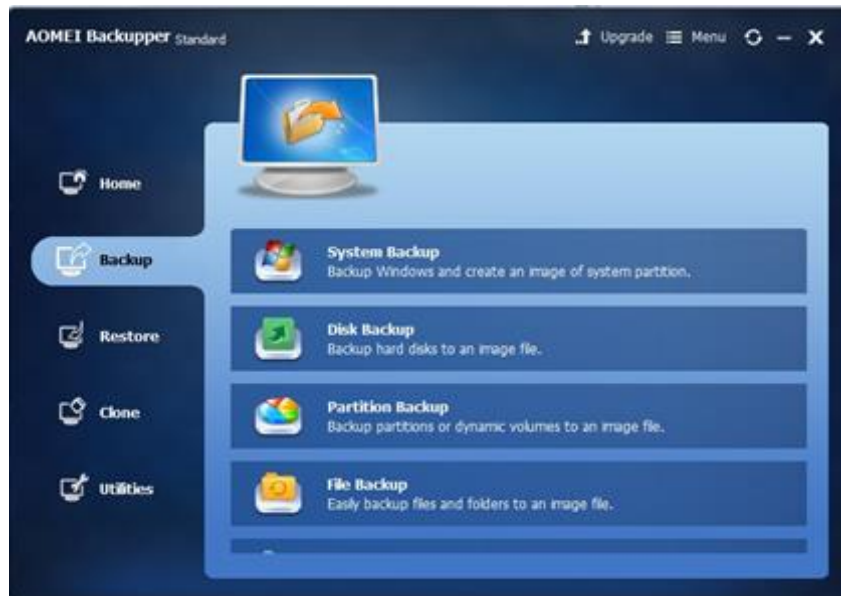 AOMEI Backupper Standard
Upgrade Menu
Home
Backup
Restore
Clone
Utilities
System Backup
Backup Windows and create an image of system partition.
Disk Backup
Backup hard disks to an image file.
Partition Backup
Backup partitions or dynamic volumes to an image file.
File Backup
Easily backup files and folders to an image file.